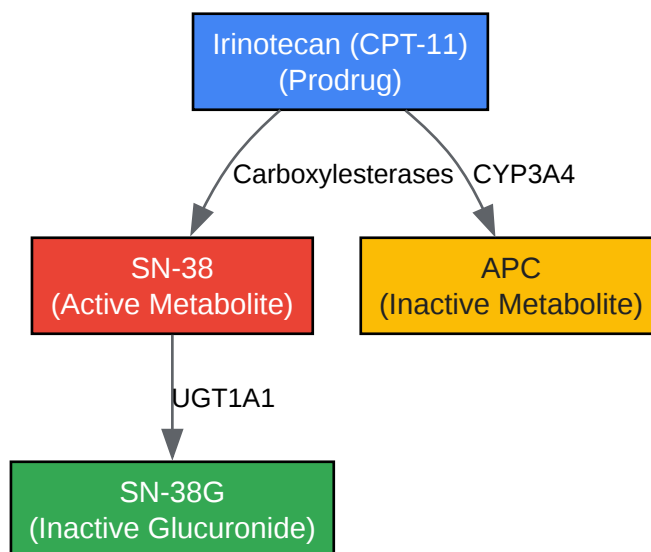 Irinotecan (CPT-11)
(Prodrug)
Carboxylesterases
CYP3A4
SN-38
(Active Metabolite)
APC
(Inactive Metabolite)
UGT1A1
SN-38G
(Inactive Glucuronide)